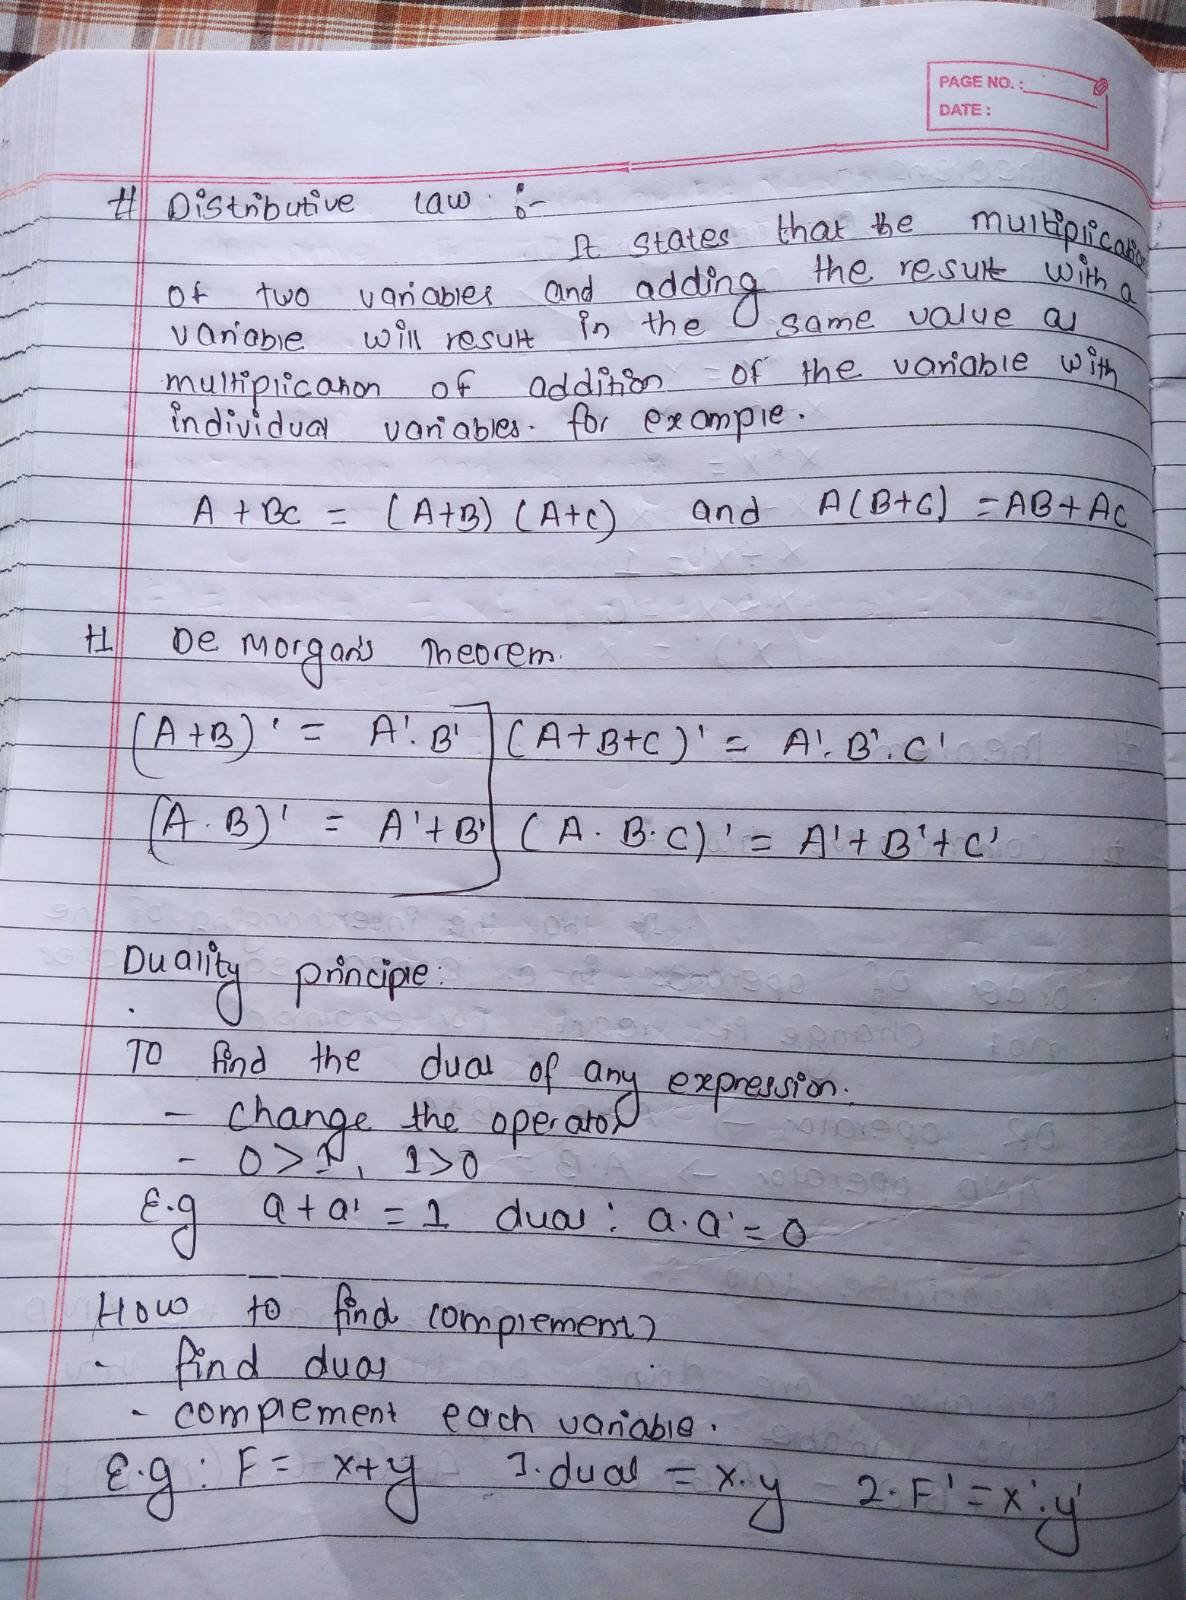 PAGE NO. :
DATE :
# Distributive law :-
It states that the multiplication
of two variables and adding the result with a
variable will result in the same value as
multiplication of addition of the variable with
individual variables. for example.
A + BC = (A+B) (A+C) and A(B+C) = AB + AC
# De Morgan's Theorem.
(A+B)' = A'.B' (A+B+C)' = A'.B'.C'
(A.B)' = A'+B' (A.B.C)' = A'+B'+C'
Duality principle:
To find the dual of any expression:
- change the operator
- 0>1, 1>0
E.g a+a' = 1 dual: a.a' = 0
How to find complement?
- find dual
- complement each variable.
E.g: F = x+y 1. dual = x.y 2. F' = x'.y'